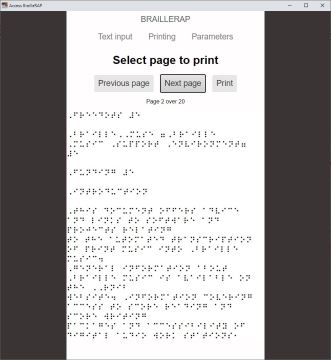 Access BrailleRAP
BRAILLERAP
Text input Printing Parameters
Select page to print
Previous page Next page Print
Page 2 over 20
⠠⠋⠗⠑⠑⠙⠕⠞⠎
⠠⠍⠥⠎⠊⠉ ⠠⠎⠥⠏⠏⠕⠗⠞
⠠⠋⠥⠝⠙⠊⠝⠛
⠠⠊⠝⠞⠗⠕⠙⠥⠉⠞⠊⠕⠝
⠠⠞⠓⠊⠎ ⠙⠕⠉⠥⠍⠑⠝⠞ ⠕⠋⠋⠑⠗⠎ ⠁⠙⠧⠊⠉⠑
⠁⠝⠙ ⠇⠊⠝⠅⠎ ⠞⠕ ⠎⠕⠋⠞⠺⠁⠗⠑ ⠁⠝⠙
⠏⠗⠕⠚⠑⠉⠞⠎ ⠗⠑⠇⠁⠞⠊⠝⠛
⠞⠕ ⠞⠓⠑ ⠁⠥⠞⠕⠍⠁⠞⠑⠙ ⠞⠗⠁⠝⠎⠉⠗⠊⠏⠞⠊⠕⠝
⠕⠋ ⠏⠗⠊⠝⠞ ⠍⠥⠎⠊⠉ ⠊⠝⠞⠕ ⠠⠃⠗⠁⠊⠇⠇⠑
⠍⠥⠎⠊⠉⠲
⠠⠛⠑⠝⠑⠗⠁⠇ ⠊⠝⠋⠕⠗⠍⠁⠞⠊⠕⠝ ⠁⠃⠕⠥⠞
⠠⠃⠗⠁⠊⠇⠇⠑ ⠍⠥⠎⠊⠉ ⠊⠎ ⠁⠧⠁⠊⠇⠁⠃⠇⠑ ⠕⠝
⠞⠓⠑ ⠠⠠⠗⠝⠊⠃
⠺⠑⠃⠎⠊⠞⠑⠲ ⠠⠊⠝⠋⠕⠗⠍⠁⠞⠊⠕⠝ ⠉⠕⠧⠑⠗⠊⠝⠛
⠁⠉⠉⠑⠎⠎ ⠞⠕ ⠎⠉⠕⠗⠑ ⠗⠑⠁⠙⠊⠝⠛ ⠁⠝⠙
⠎⠉⠕⠗⠑ ⠺⠗⠊⠞⠊⠝⠛
⠏⠁⠉⠅⠁⠛⠑⠎ ⠁⠝⠙ ⠁⠉⠉⠑⠎⠎⠊⠃⠊⠇⠊⠞⠽ ⠕⠋
⠙⠊⠛⠊⠞⠁⠇ ⠁⠥⠙⠊⠕ ⠺⠕⠗⠅ ⠎⠞⠁⠞⠊⠕⠝⠎